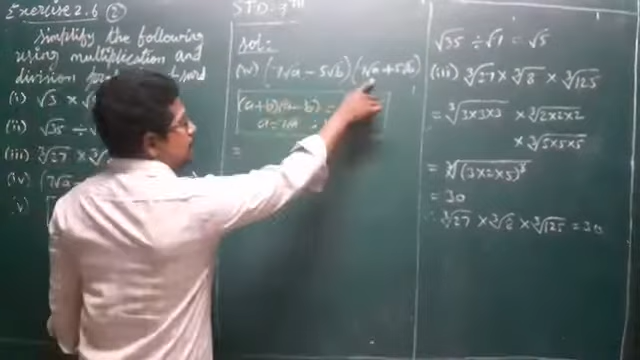 Exercise 2.6 ②
Simplify the following
using multiplication and
division
(i) √3 ×
(ii) √35 ÷
(iii) ∛27 × ∛
(iv) (7√a
v)
STD:
Sol:
(iv) (7√a − 5√b) (7√a + 5√b)
(a+b)(a−b) =
a = 7√a
=
√35 ÷ √7 = √5
(iii) ∛27 × ∛8 × ∛125
= ∛(3×3×3) × ∛(2×2×2)
× ∛(5×5×5)
= ∛(3×2×5)³
= 30
∴ ∛27 × ∛8 × ∛125 = 30